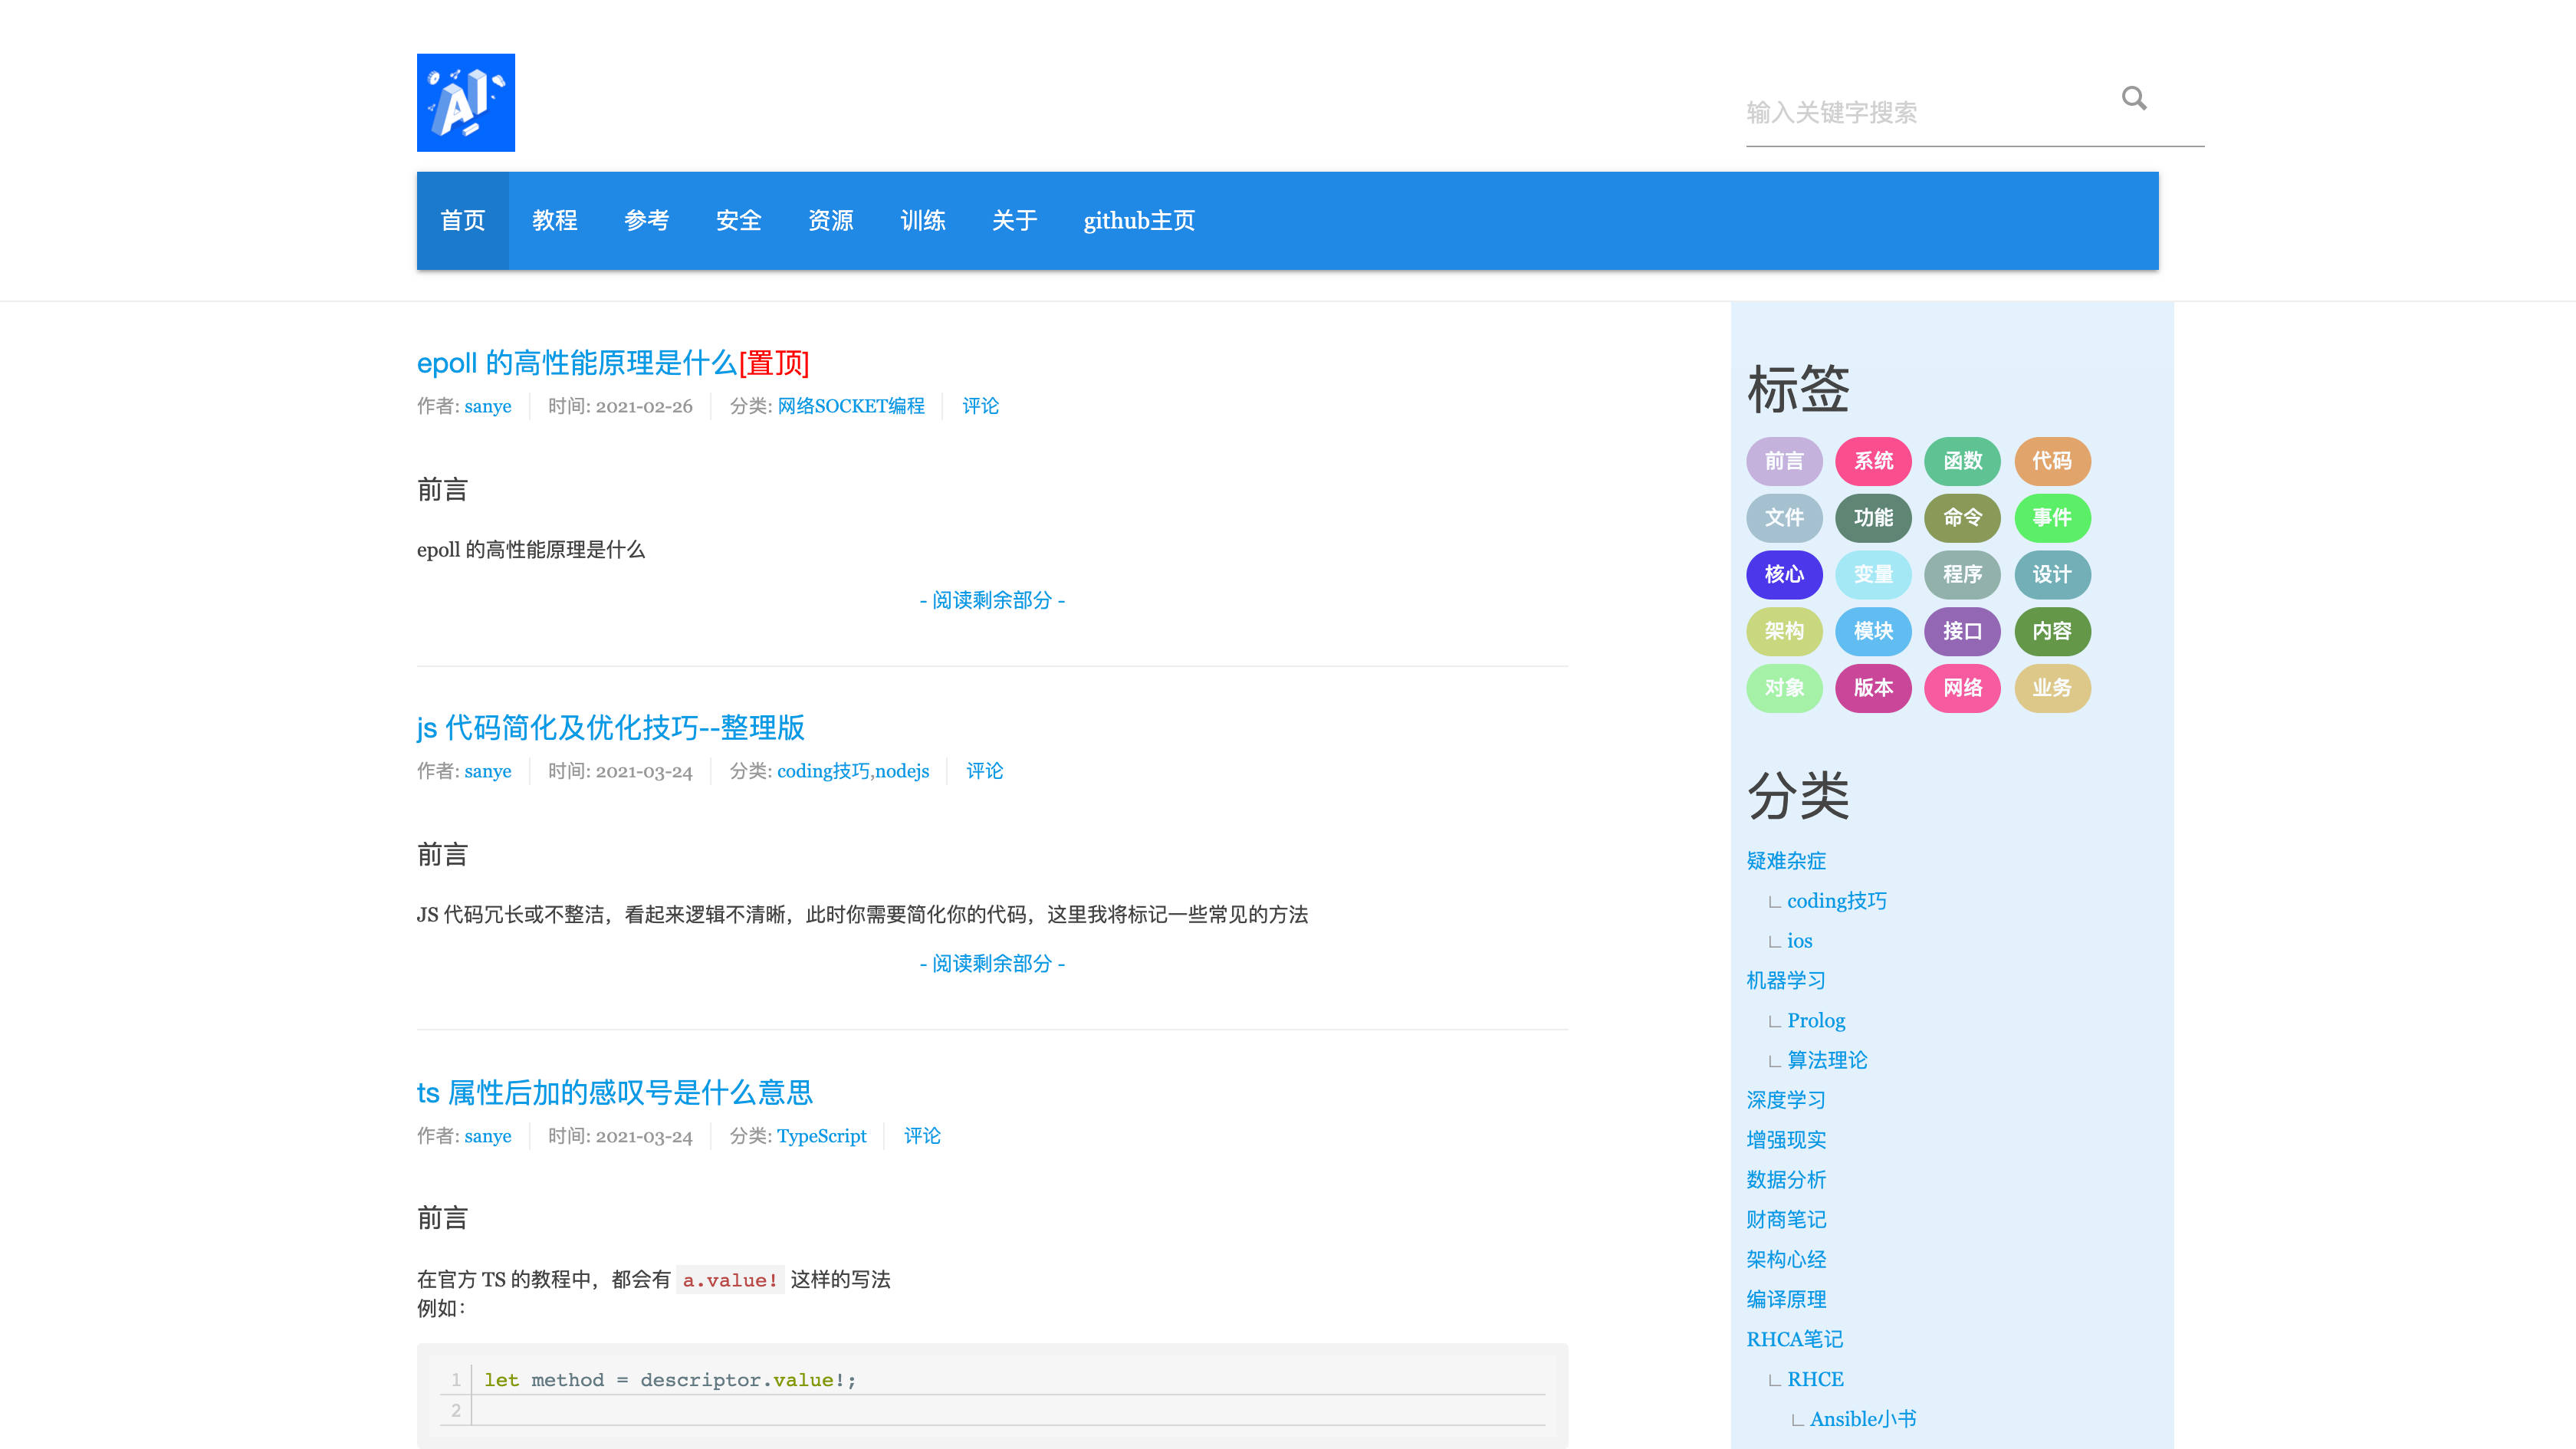 AI
输入关键字搜索
首页 教程 参考 安全 资源 训练 关于 github主页
epoll 的高性能原理是什么[置顶]
作者: sanye 时间: 2021-02-26 分类: 网络SOCKET编程 评论
前言
epoll 的高性能原理是什么
- 阅读剩余部分 -
js 代码简化及优化技巧--整理版
作者: sanye 时间: 2021-03-24 分类: coding技巧,nodejs 评论
前言
JS 代码冗长或不整洁，看起来逻辑不清晰，此时你需要简化你的代码，这里我将标记一些常见的方法
- 阅读剩余部分 -
ts 属性后加的感叹号是什么意思
作者: sanye 时间: 2021-03-24 分类: TypeScript 评论
前言
在官方 TS 的教程中，都会有 a.value! 这样的写法
例如：
1 let method = descriptor.value!;
2
标签
前言 系统 函数 代码
文件 功能 命令 事件
核心 变量 程序 设计
架构 模块 接口 内容
对象 版本 网络 业务
分类
疑难杂症
∟ coding技巧
∟ ios
机器学习
∟ Prolog
∟ 算法理论
深度学习
增强现实
数据分析
财商笔记
架构心经
编译原理
RHCA笔记
∟ RHCE
∟ Ansible小书